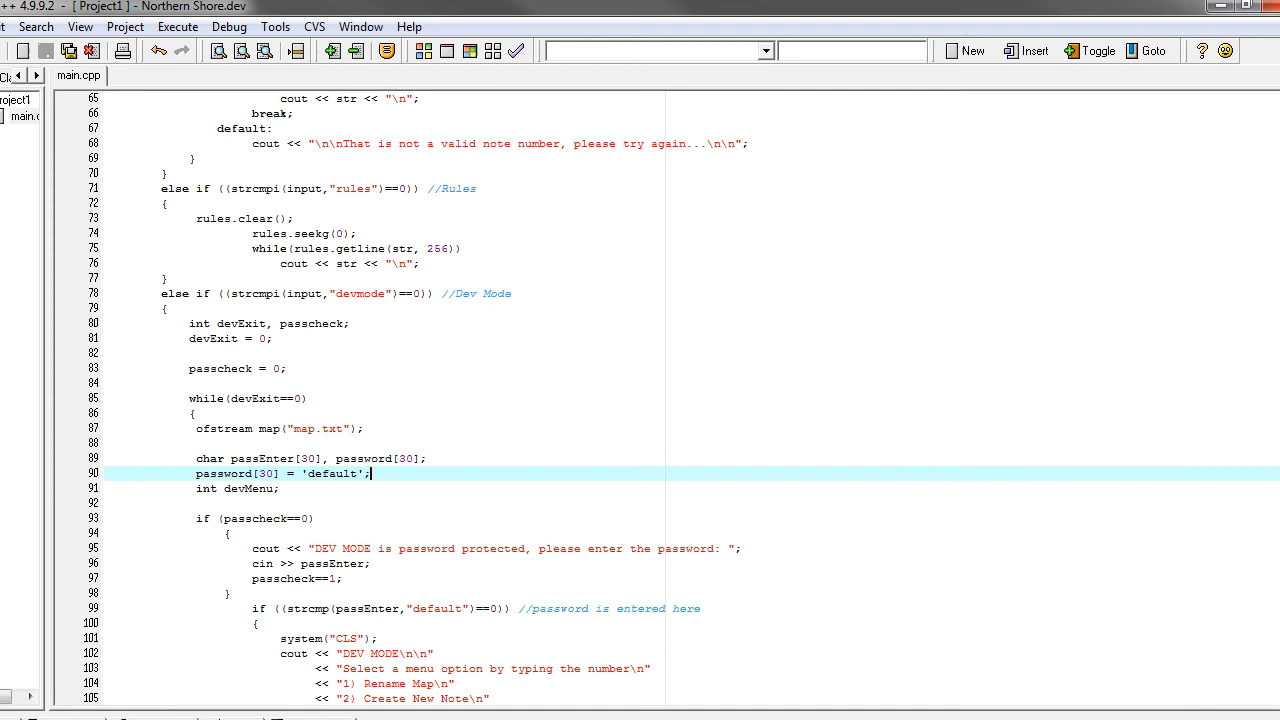 ++ 4.9.9.2 - [ Project1 ] - Northern Shore.dev
it Search View Project Execute Debug Tools CVS Window Help
New Insert Toggle Goto
Cla main.cpp
roject1
main.c
65 cout << str << "\n";
66 break;
67 default:
68 cout << "\n\nThat is not a valid note number, please try again...\n\n";
69 }
70 }
71 else if ((strcmpi(input,"rules")==0)) //Rules
72 {
73 rules.clear();
74 rules.seekg(0);
75 while(rules.getline(str, 256))
76 cout << str << "\n";
77 }
78 else if ((strcmpi(input,"devmode")==0)) //Dev Mode
79 {
80 int devExit, passcheck;
81 devExit = 0;
82
83 passcheck = 0;
84
85 while(devExit==0)
86 {
87 ofstream map("map.txt");
88
89 char passEnter[30], password[30];
90 password[30] = 'default';
91 int devMenu;
92
93 if (passcheck==0)
94 {
95 cout << "DEV MODE is password protected, please enter the password: ";
96 cin >> passEnter;
97 passcheck==1;
98 }
99 if ((strcmp(passEnter,"default")==0)) //password is entered here
100 {
101 system("CLS");
102 cout << "DEV MODE\n\n"
103 << "Select a menu option by typing the number\n"
104 << "1) Rename Map\n"
105 << "2) Create New Note\n"